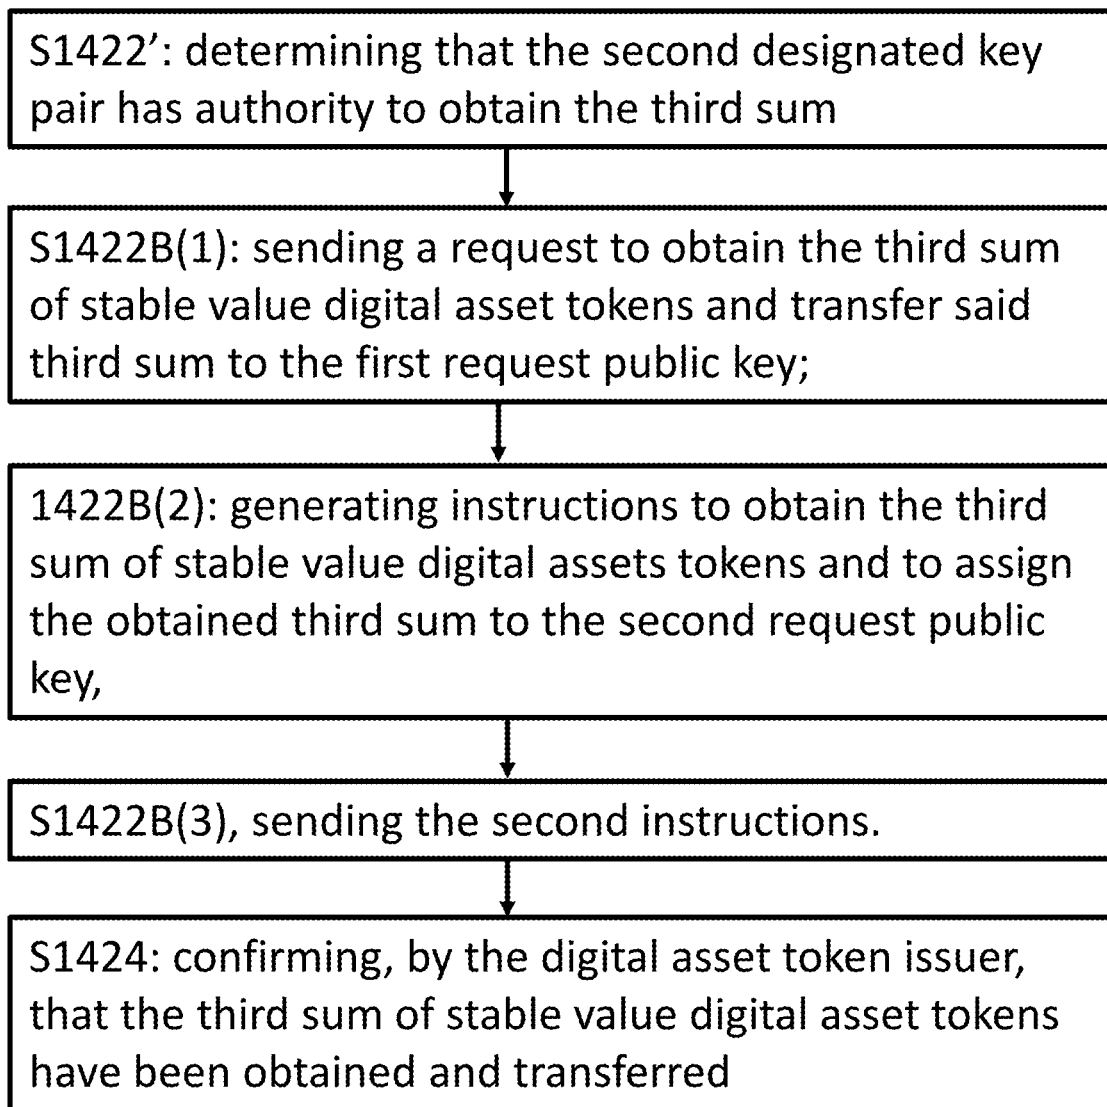 S1422’: determining that the second designated key
pair has authority to obtain the third sum
S1422B(1): sending a request to obtain the third sum
of stable value digital asset tokens and transfer said
third sum to the first request public key;
1422B(2): generating instructions to obtain the third
sum of stable value digital assets tokens and to assign
the obtained third sum to the second request public
key,
S1422B(3), sending the second instructions.
S1424: confirming, by the digital asset token issuer,
that the third sum of stable value digital asset tokens
have been obtained and transferred